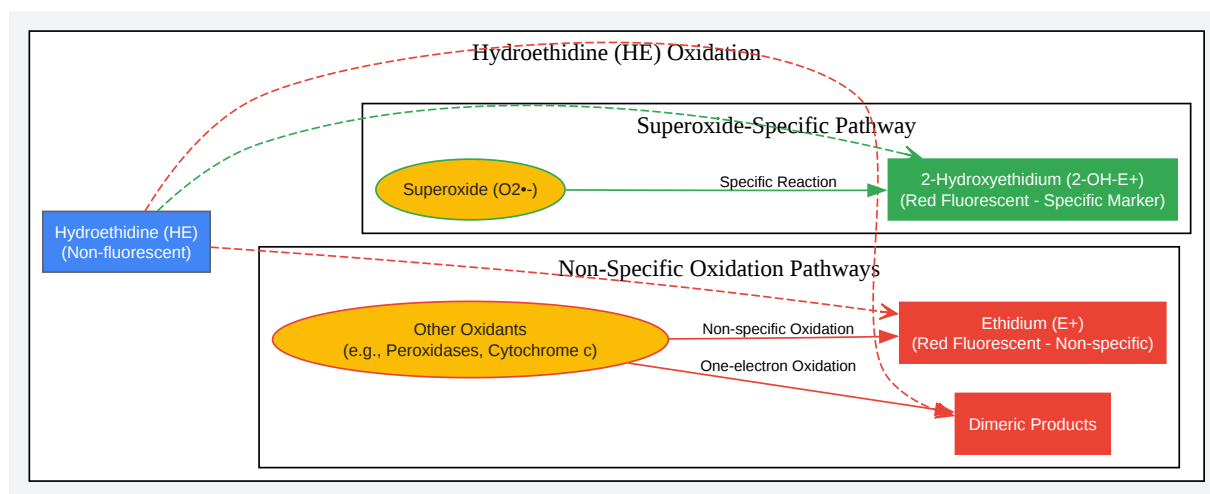 Hydroethidine (HE) Oxidation
Superoxide-Specific Pathway
Superoxide (O2•-)
Specific Reaction
2-Hydroxyethidium (2-OH-E+)
(Red Fluorescent - Specific Marker)
Hydroethidine (HE)
(Non-fluorescent)
Non-Specific Oxidation Pathways
Other Oxidants
(e.g., Peroxidases, Cytochrome c)
Non-specific Oxidation
One-electron Oxidation
Ethidium (E+)
(Red Fluorescent - Non-specific)
Dimeric Products